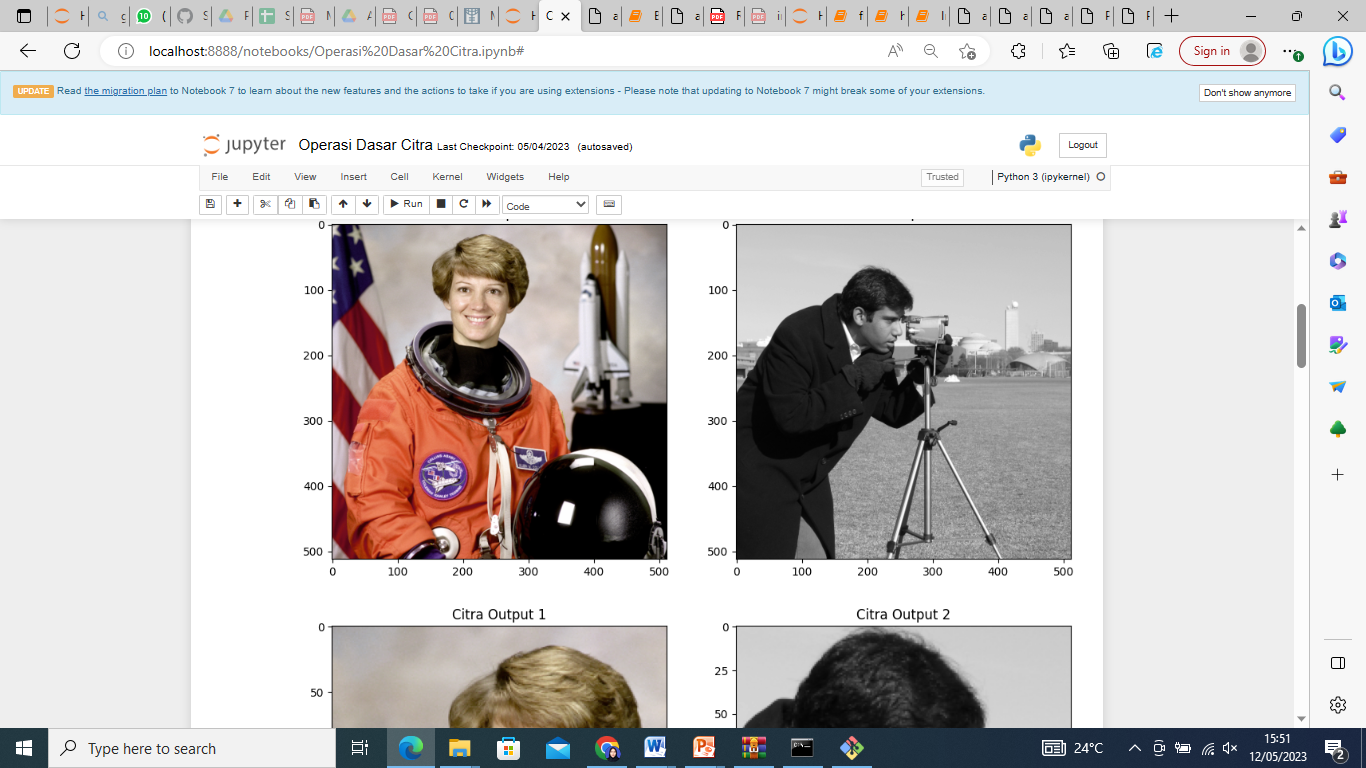 localhost:8888/notebooks/Operasi%20Dasar%20Citra.ipynb#
Sign in
UPDATE Read the migration plan to Notebook 7 to learn about the new features and the actions to take if you are using extensions - Please note that updating to Notebook 7 might break some of your extensions.
Don't show anymore
jupyter Operasi Dasar Citra Last Checkpoint: 05/04/2023 (autosaved)
Logout
File Edit View Insert Cell Kernel Widgets Help
Trusted
Python 3 (ipykernel)
Run
Code
0
100
200
300
400
500
0 100 200 300 400 500
0
100
200
300
400
500
0 100 200 300 400 500
Citra Output 1
0
50
Citra Output 2
0
25
50
Type here to search
24°C
15:51
12/05/2023
2